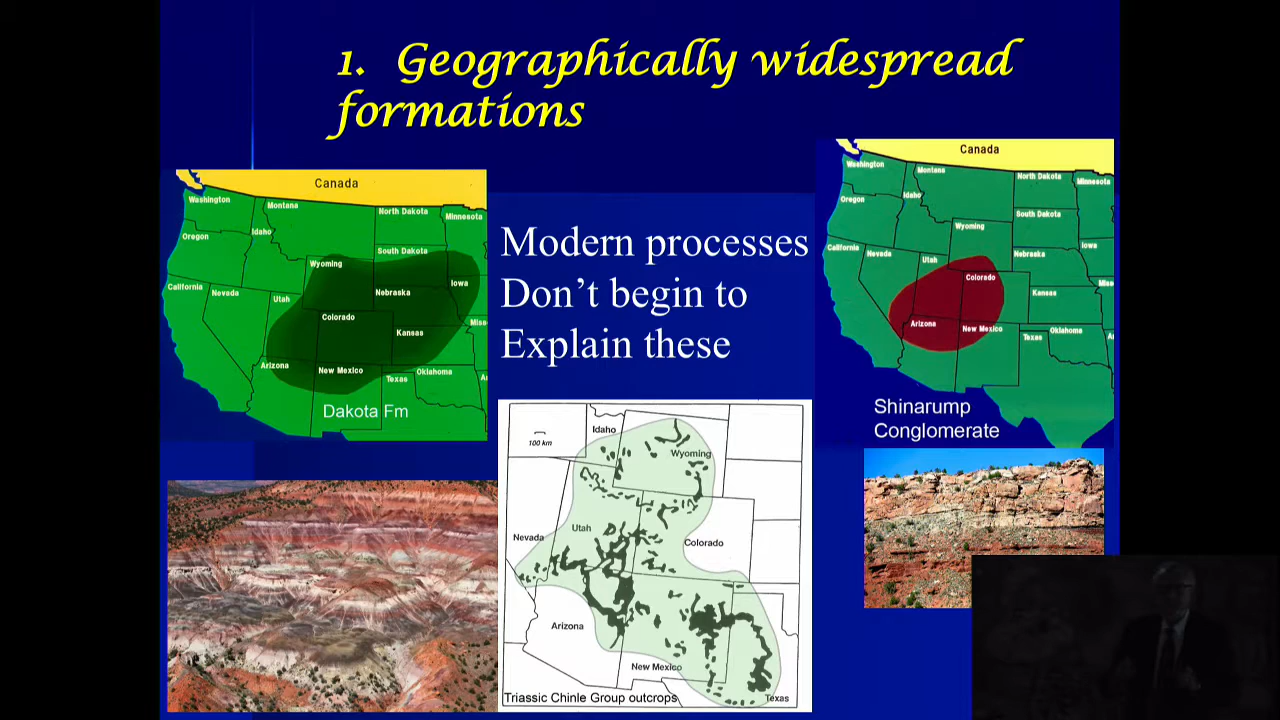 1. Geographically widespread
formations
Canada
Washington
Montana
North Dakota
Minnesota
Oregon
Idaho
South Dakota
Wyoming
California
Nevada
Utah
Nebraska
Iowa
Colorado
Kansas
Miss
Arizona
New Mexico
Texas
Oklahoma
A
Dakota Fm
Modern processes
Don't begin to
Explain these
Canada
Washington
Montana
North Dakota
Minnesota
Oregon
Idaho
South Dakota
Wyoming
California
Nevada
Utah
Nebraska
Iowa
Colorado
Kansas
Miss
Arizona
New Mexico
Texas
Oklahoma
A
Shinarump
Conglomerate
Idaho
100 km
Wyoming
Utah
Nevada
Colorado
Arizona
New Mexico
Texas
Triassic Chinle Group outcrops